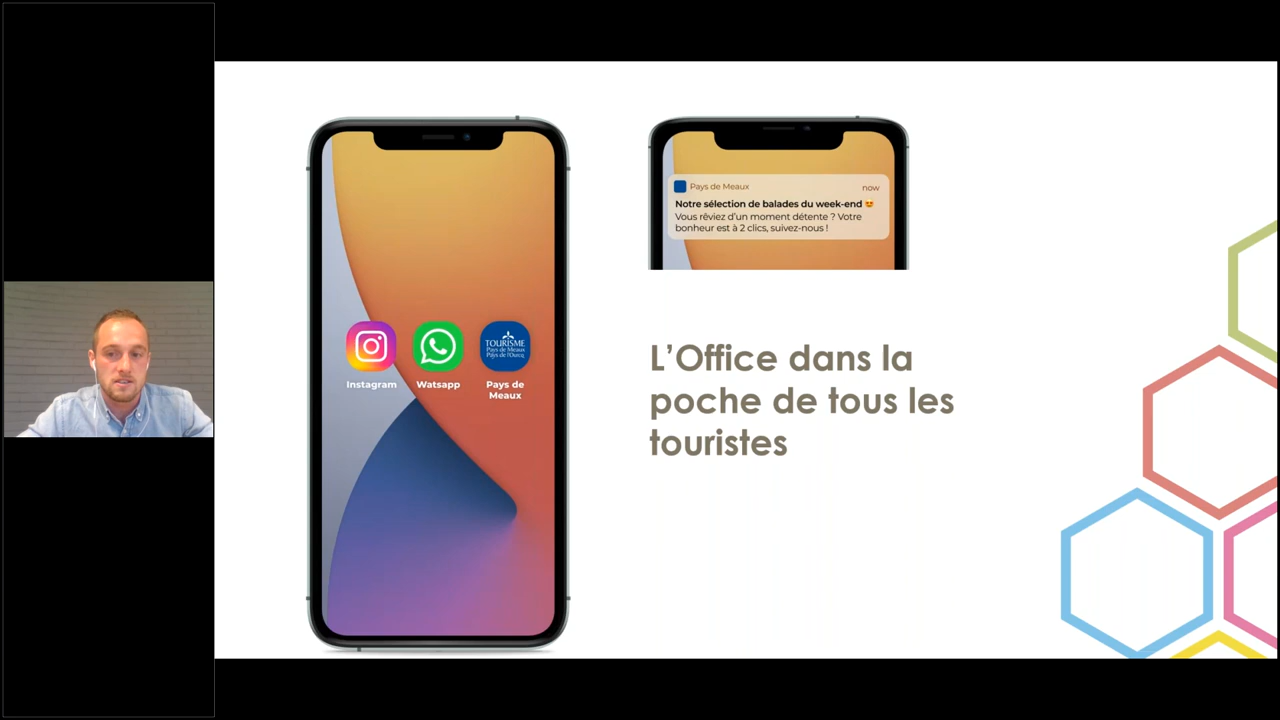 Pays de Meaux
now
Notre sélection de balades du week-end 😍
Vous rêviez d'un moment détente ? Votre
bonheur est à 2 clics, suivez-nous !
TOURISME
Pays de Meaux
Pays de l'Ourcq
Instagram
Watsapp
Pays de
Meaux
L'Office dans la
poche de tous les
touristes